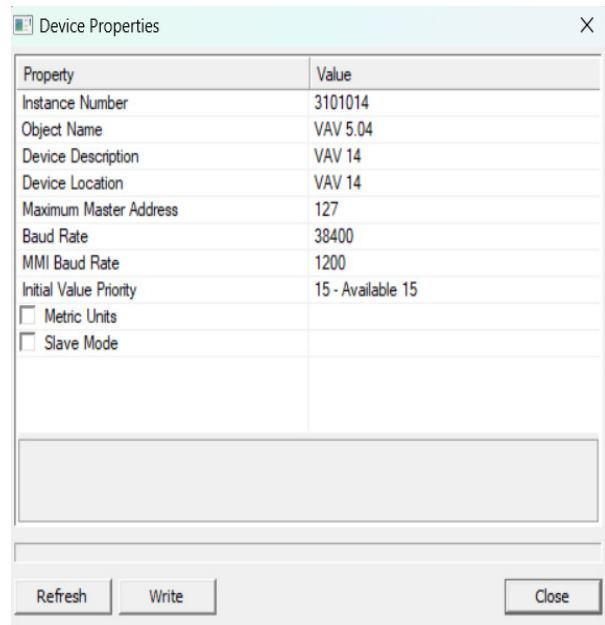 Device Properties
Property Value
Instance Number 3101014
Object Name VAV 5.04
Device Description VAV 14
Device Location VAV 14
Maximum Master Address 127
Baud Rate 38400
MMI Baud Rate 1200
Initial Value Priority 15 - Available 15
Metric Units
Slave Mode
Refresh Write Close